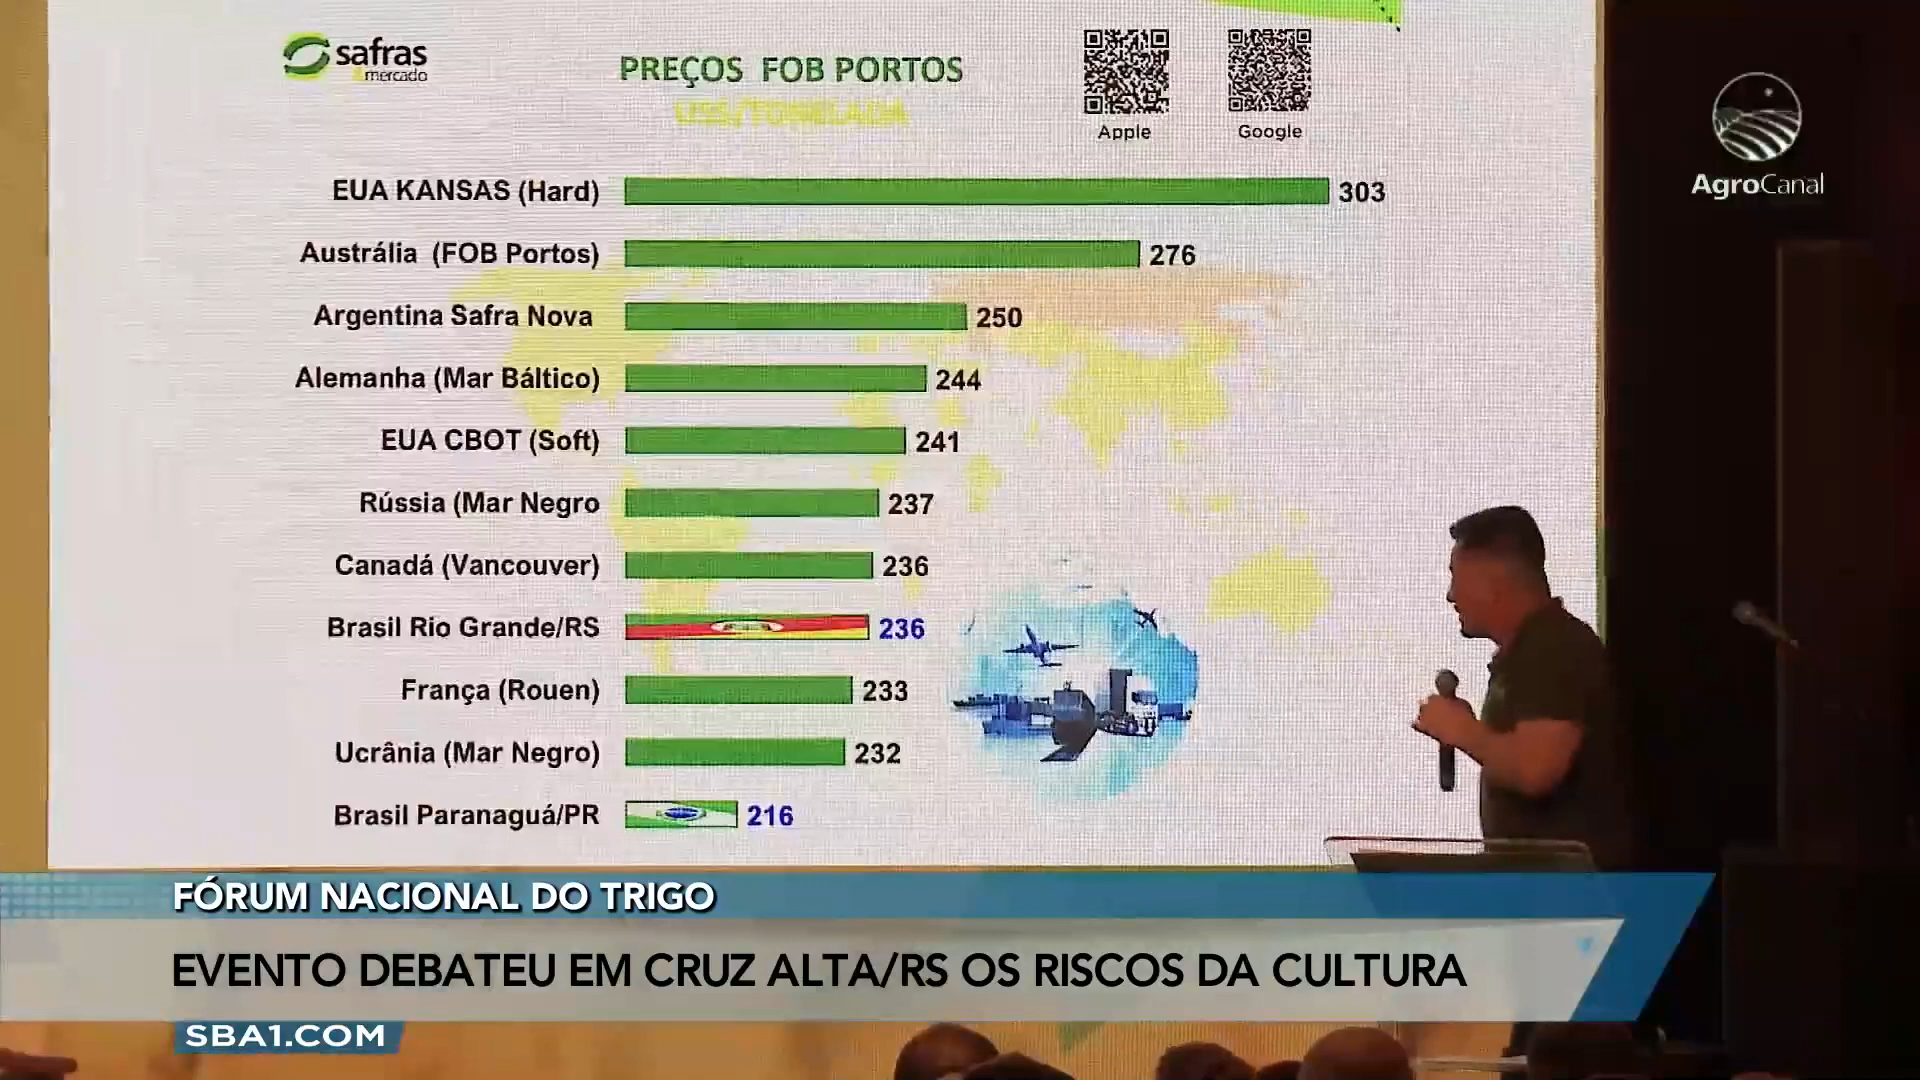 safras
&mercado
PREÇOS FOB PORTOS
US$/TONELADA
Apple
Google
AgroCanal
EUA KANSAS (Hard) 303
Austrália (FOB Portos) 276
Argentina Safra Nova 250
Alemanha (Mar Báltico) 244
EUA CBOT (Soft) 241
Rússia (Mar Negro 237
Canadá (Vancouver) 236
Brasil Rio Grande/RS 236
França (Rouen) 233
Ucrânia (Mar Negro) 232
Brasil Paranaguá/PR 216
FÓRUM NACIONAL DO TRIGO
EVENTO DEBATEU EM CRUZ ALTA/RS OS RISCOS DA CULTURA
SBA1.COM